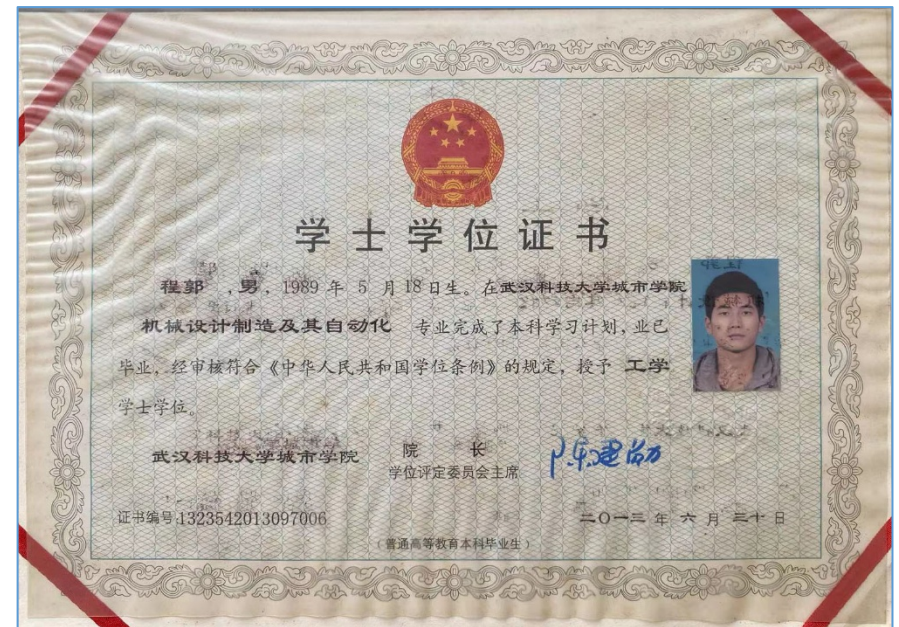 学士学位证书
程郭 ,男,1989 年 5 月 18 日生。在武汉科技大学城市学院
机械设计制造及其自动化 专业完成了本科学习计划,业已
毕业,经审核符合《中华人民共和国学位条例》的规定,授予 工学
学士学位。
武汉科技大学城市学院 院 长 陈建勋
学位评定委员会主席
证书编号:1323542013097006 二〇一三 年 六 月 三十 日
(普通高等教育本科毕业生)